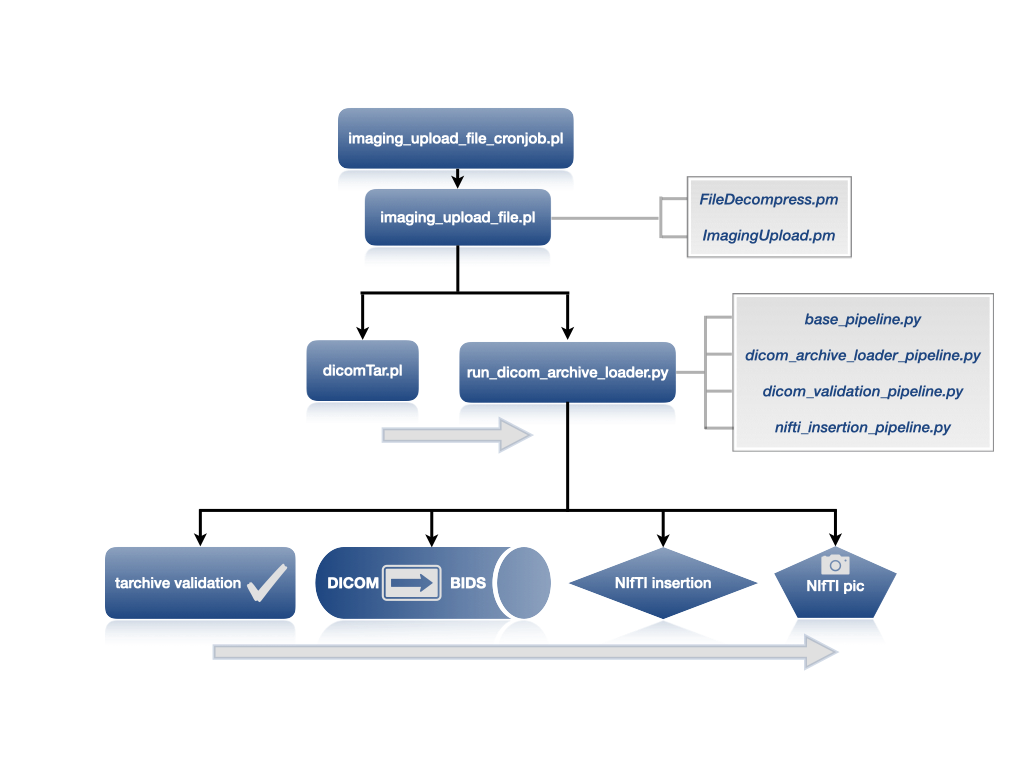 imaging_upload_file_cronjob.pl
imaging_upload_file.pl
FileDecompress.pm
ImagingUpload.pm
dicomTar.pl
run_dicom_archive_loader.py
base_pipeline.py
dicom_archive_loader_pipeline.py
dicom_validation_pipeline.py
nifti_insertion_pipeline.py
tarchive validation
DICOM BIDS
NIfTI insertion
NIfTI pic